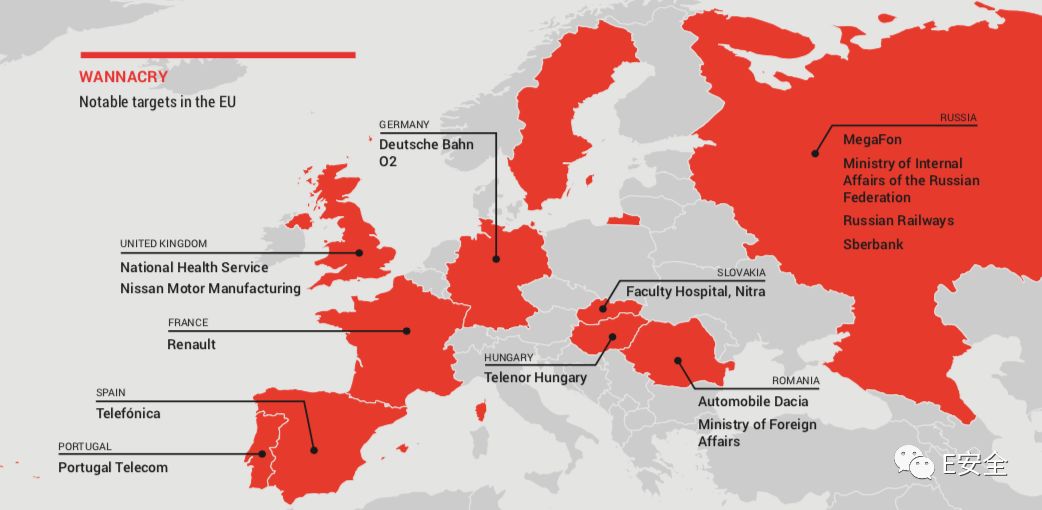 WANNACRY
Notable targets in the EU
GERMANY
Deutsche Bahn
O2
RUSSIA
MegaFon
Ministry of Internal
Affairs of the Russian
Federation
Russian Railways
Sberbank
UNITED KINGDOM
National Health Service
Nissan Motor Manufacturing
SLOVAKIA
Faculty Hospital, Nitra
FRANCE
Renault
HUNGARY
Telenor Hungary
ROMANIA
Automobile Dacia
Ministry of Foreign
Affairs
SPAIN
Telefónica
PORTUGAL
Portugal Telecom
E安全